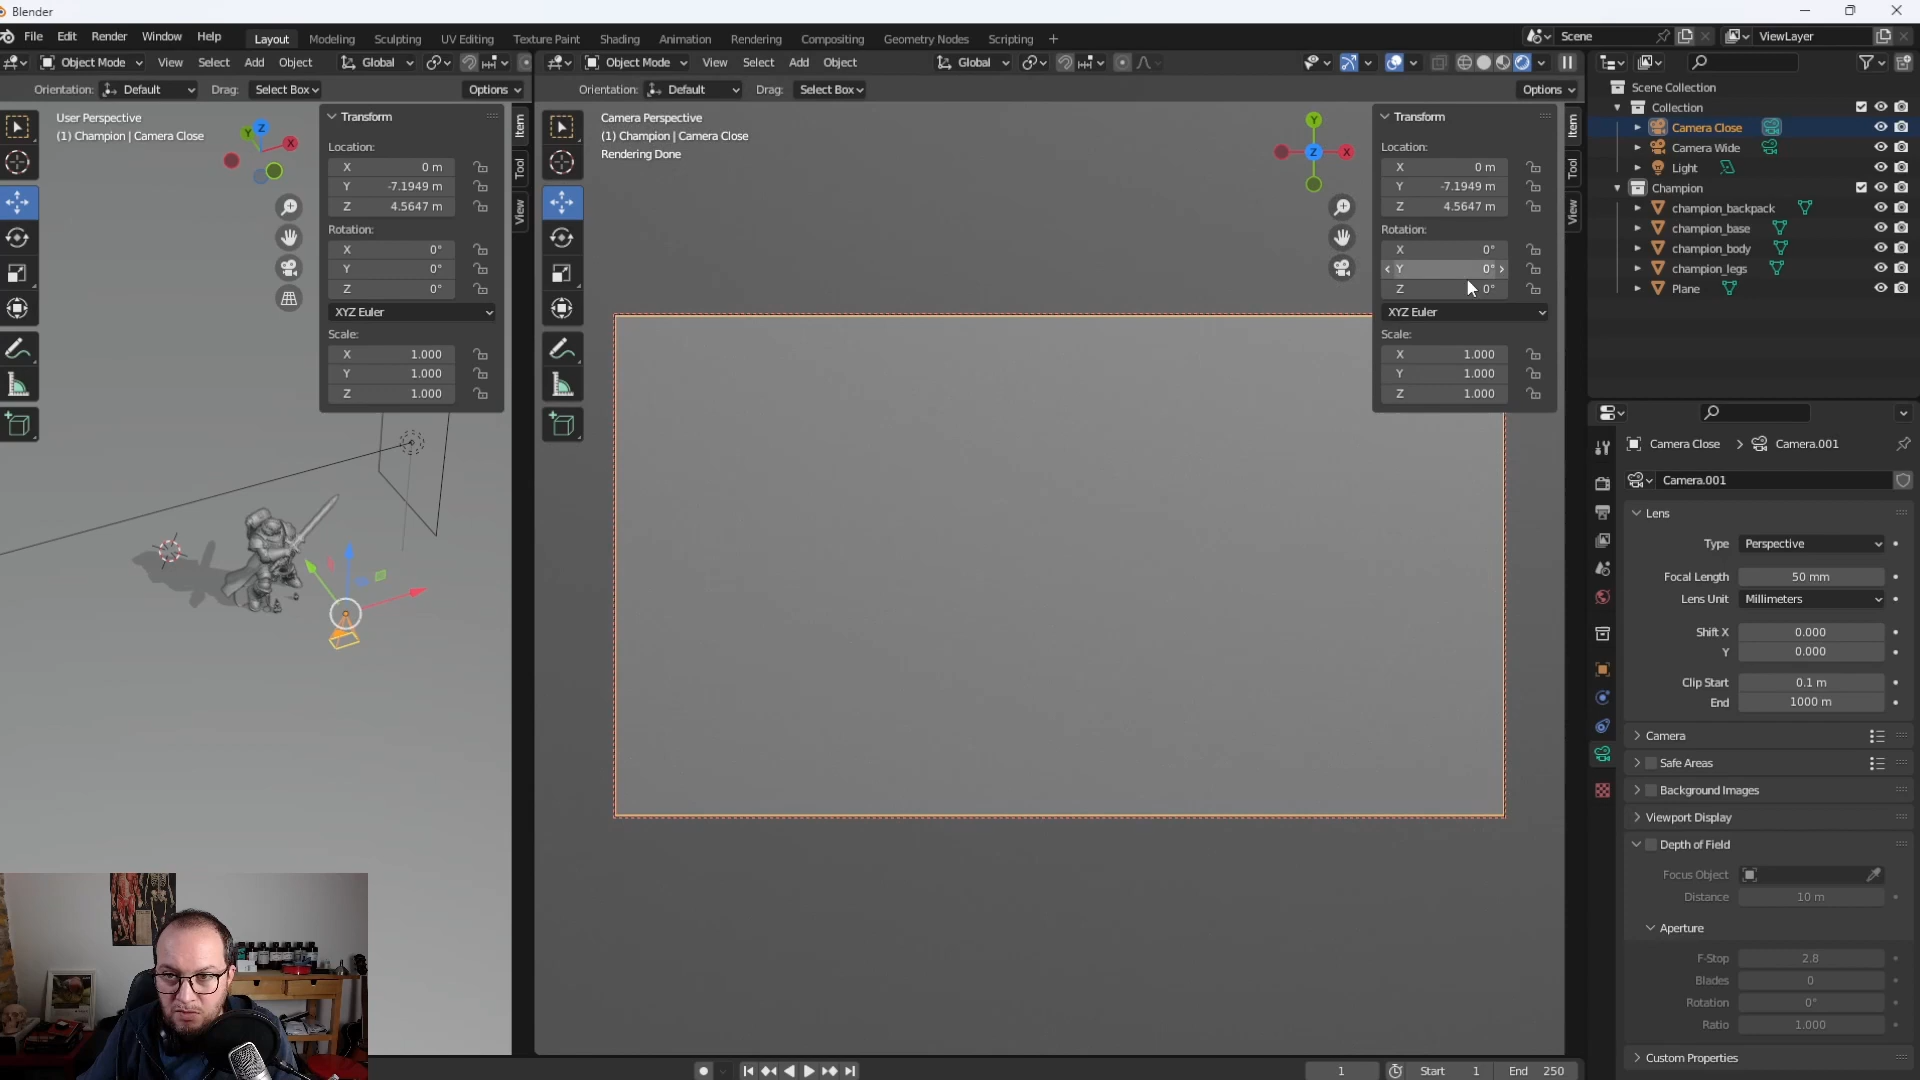 Blender
File Edit Render Window Help Layout Modeling Sculpting UV Editing Texture Paint Shading Animation Rendering Compositing Geometry Nodes Scripting + Scene ViewLayer
Object Mode View Select Add Object Global
Orientation: Default Drag: Select Box Options
User Perspective
(1) Champion | Camera Close
Z
Y
X
Transform
Location:
X 0 m
Y -7.1949 m
Z 4.5647 m
Rotation:
X 0°
Y 0°
Z 0°
XYZ Euler
Scale:
X 1.000
Y 1.000
Z 1.000
Item
Tool
View
Object Mode View Select Add Object Global
Orientation: Default Drag: Select Box Options
Camera Perspective
(1) Champion | Camera Close
Rendering Done
Y
Z
X
Transform
Location:
X 0 m
Y -7.1949 m
Z 4.5647 m
Rotation:
X 0°
Y 0°
Z 0°
XYZ Euler
Scale:
X 1.000
Y 1.000
Z 1.000
Item
Tool
View
Scene Collection
Collection
Camera Close
Camera Wide
Light
Champion
champion_backpack
champion_base
champion_body
champion_legs
Plane
Camera Close > Camera.001
Camera.001
Lens
Type Perspective
Focal Length 50 mm
Lens Unit Millimeters
Shift X 0.000
Y 0.000
Clip Start 0.1 m
End 1000 m
Camera
Safe Areas
Background Images
Viewport Display
Depth of Field
Focus Object
Distance 10 m
Aperture
F-Stop 2.8
Blades 0
Rotation 0°
Ratio 1.000
Custom Properties
1 Start 1 End 250